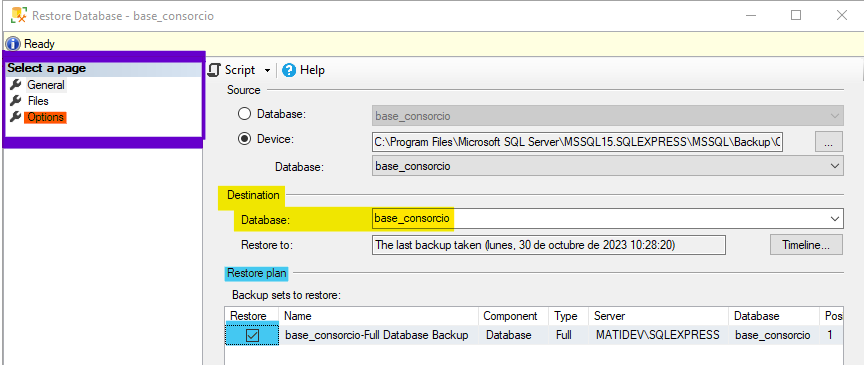 Restore Database - base_consorcio
Ready
Select a page
General
Files
Options
Script
Help
Source
Database:
base_consorcio
Device:
C:\Program Files\Microsoft SQL Server\MSSQL15.SQLEXPRESS\MSSQL\Backup\
...
Database:
base_consorcio
Destination
Database:
base_consorcio
Restore to:
The last backup taken (lunes, 30 de octubre de 2023 10:28:20)
Timeline...
Restore plan
Backup sets to restore:
Restore Name Component Type Server Database Pos
base_consorcio-Full Database Backup Database Full MATIDEV\SQLEXPRESS base_consorcio 1